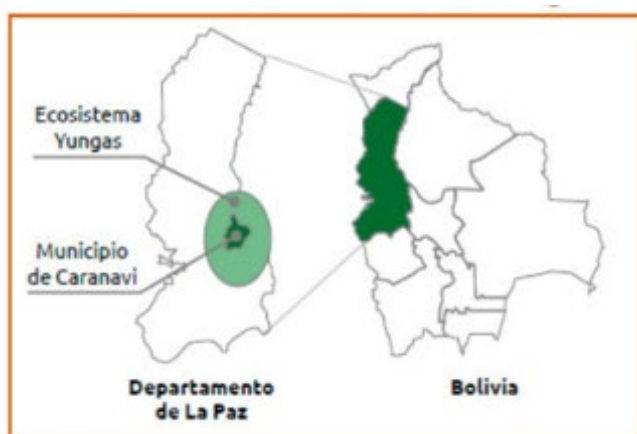 Ecosistema
Yungas
Municipio
de Caranavi
Departamento
de La Paz
Bolivia